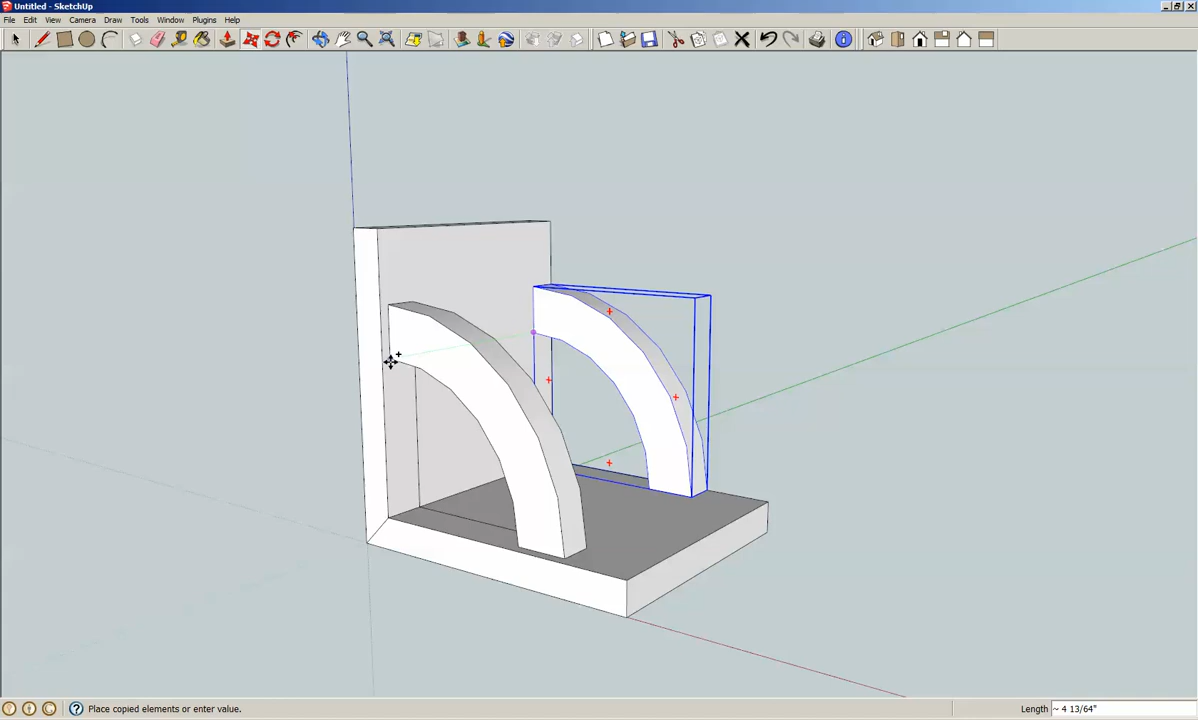 Untitled - SketchUp
File Edit View Camera Draw Tools Window Plugins Help
Place copied elements or enter value.
Length ~ 4 13/64"